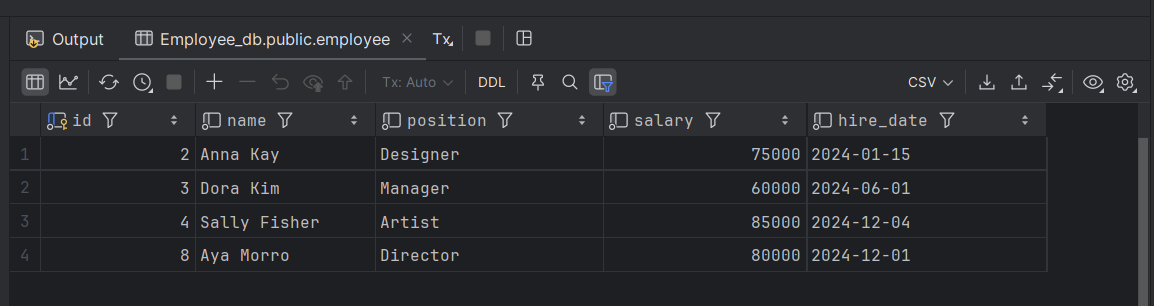 Output Employee_db.public.employee Tx
Tx: Auto DDL CSV
id name position salary hire_date
1 2 Anna Kay Designer 75000 2024-01-15
2 3 Dora Kim Manager 60000 2024-06-01
3 4 Sally Fisher Artist 85000 2024-12-04
4 8 Aya Morro Director 80000 2024-12-01